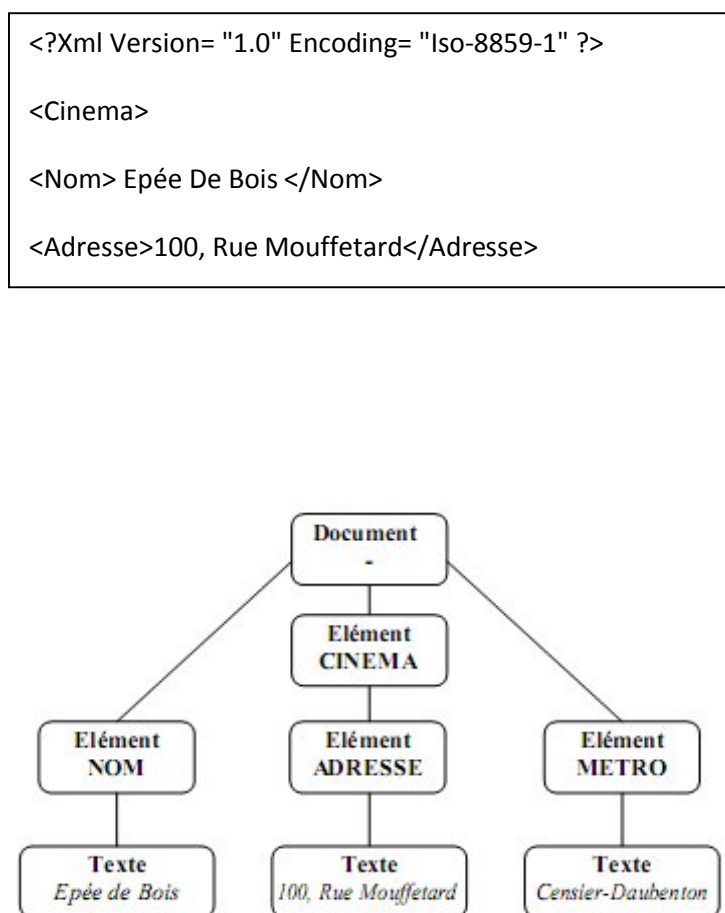 <?Xml Version= "1.0" Encoding= "Iso-8859-1" ?>
<Cinema>
<Nom> Epée De Bois </Nom>
<Adresse>100, Rue Mouffetard</Adresse>
Document
-
Elément
CINEMA
Elément
NOM
Elément
ADRESSE
Elément
METRO
Texte
Epée de Bois
Texte
100, Rue Mouffetard
Texte
Censier-Daubenton